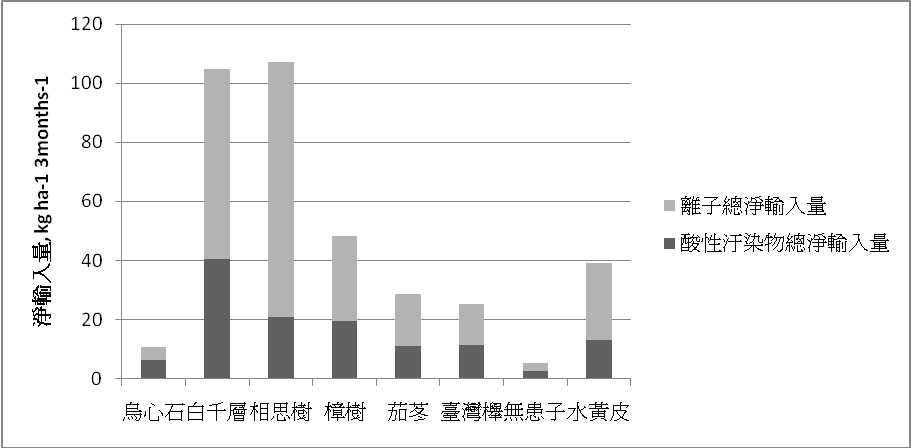 120
100
80
60
40
20
0
淨輸入量, kg ha-1 3months-1
烏心石 白千層 相思樹 樟樹 茄苳 臺灣櫸 無患子 水黃皮
離子總淨輸入量
酸性汙染物總淨輸入量